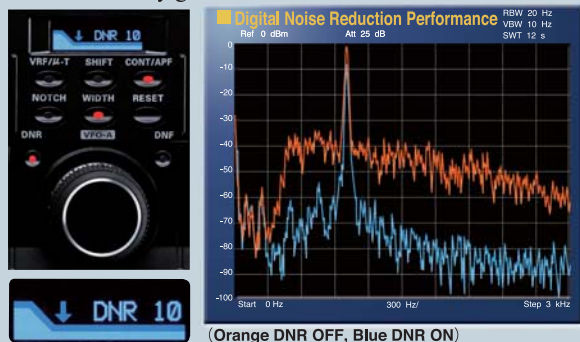 DNR 10
VRF/µ-T SHIFT CONT/APF
NOTCH WIDTH RESET
DNR VFO-A DNF
DNR 10
Digital Noise Reduction Performance
RBW 20 Hz
VBW 10 Hz
SWT 12 s
Ref 0 dBm Att 25 dB
0
-10
-20
-30
-40
-50
-60
-70
-80
-90
-100
Start 0 Hz 300 Hz/ Step 3 kHz
(Orange DNR OFF, Blue DNR ON)